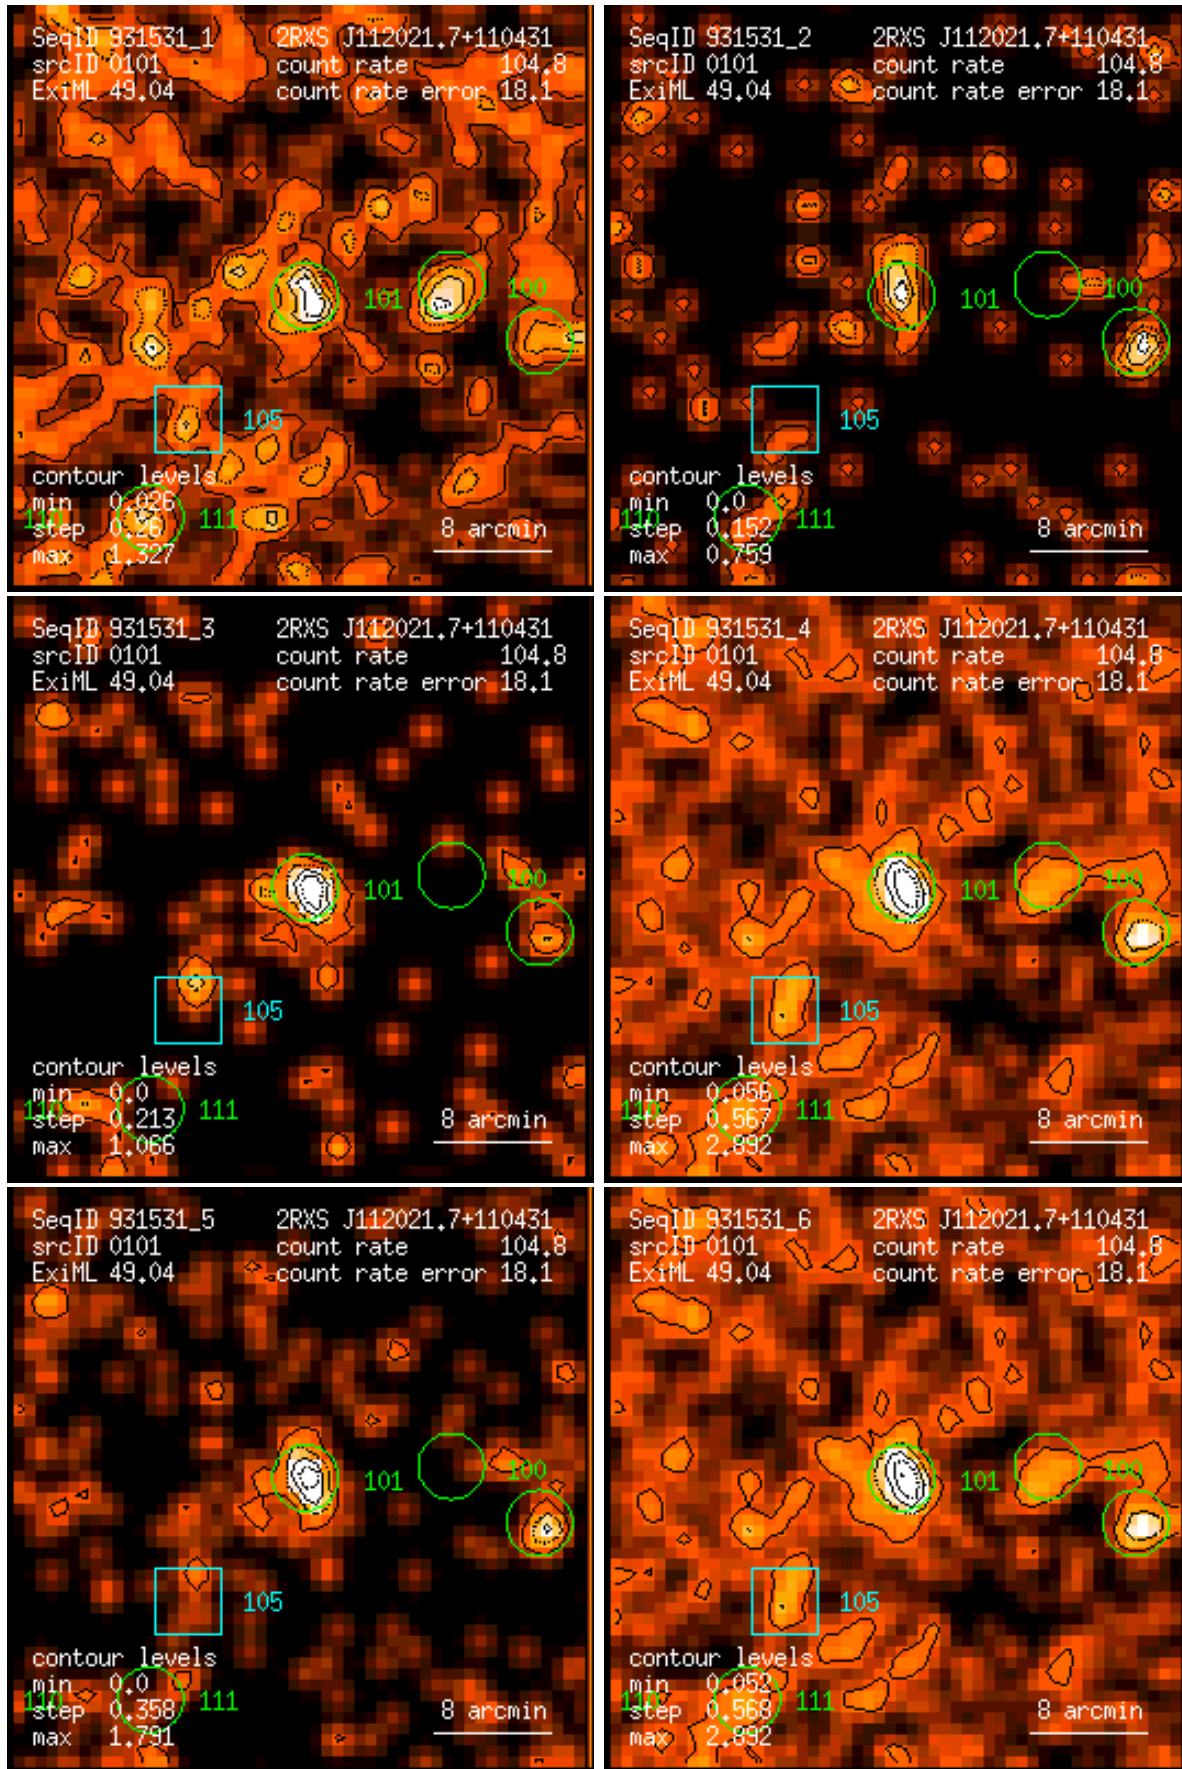 SeqID 931531_1 2RXS J112021.7+110431
srcID 0101 count rate 104.8
ExiML 49.04 count rate error 18.1
101
100
105
contour levels
min 0.026
110 step 0.26 111 8 arcmin
max 1.327
SeqID 931531_2 2RXS J112021.7+110431
srcID 0101 count rate 104.8
ExiML 49.04 count rate error 18.1
101
100
105
contour levels
min 0.0
110 step 0.152 111 8 arcmin
max 0.759
SeqID 931531_3 2RXS J112021.7+110431
srcID 0101 count rate 104.8
ExiML 49.04 count rate error 18.1
101
100
105
contour levels
min 0.0
110 step 0.213 111 8 arcmin
max 1.066
SeqID 931531_4 2RXS J112021.7+110431
srcID 0101 count rate 104.8
ExiML 49.04 count rate error 18.1
101
100
105
contour levels
min 0.056
110 step 0.567 111 8 arcmin
max 2.892
SeqID 931531_5 2RXS J112021.7+110431
srcID 0101 count rate 104.8
ExiML 49.04 count rate error 18.1
101
100
105
contour levels
min 0.0
110 step 0.358 111 8 arcmin
max 1.791
SeqID 931531_6 2RXS J112021.7+110431
srcID 0101 count rate 104.8
ExiML 49.04 count rate error 18.1
101
100
105
contour levels
min 0.052
110 step 0.568 111 8 arcmin
max 2.892